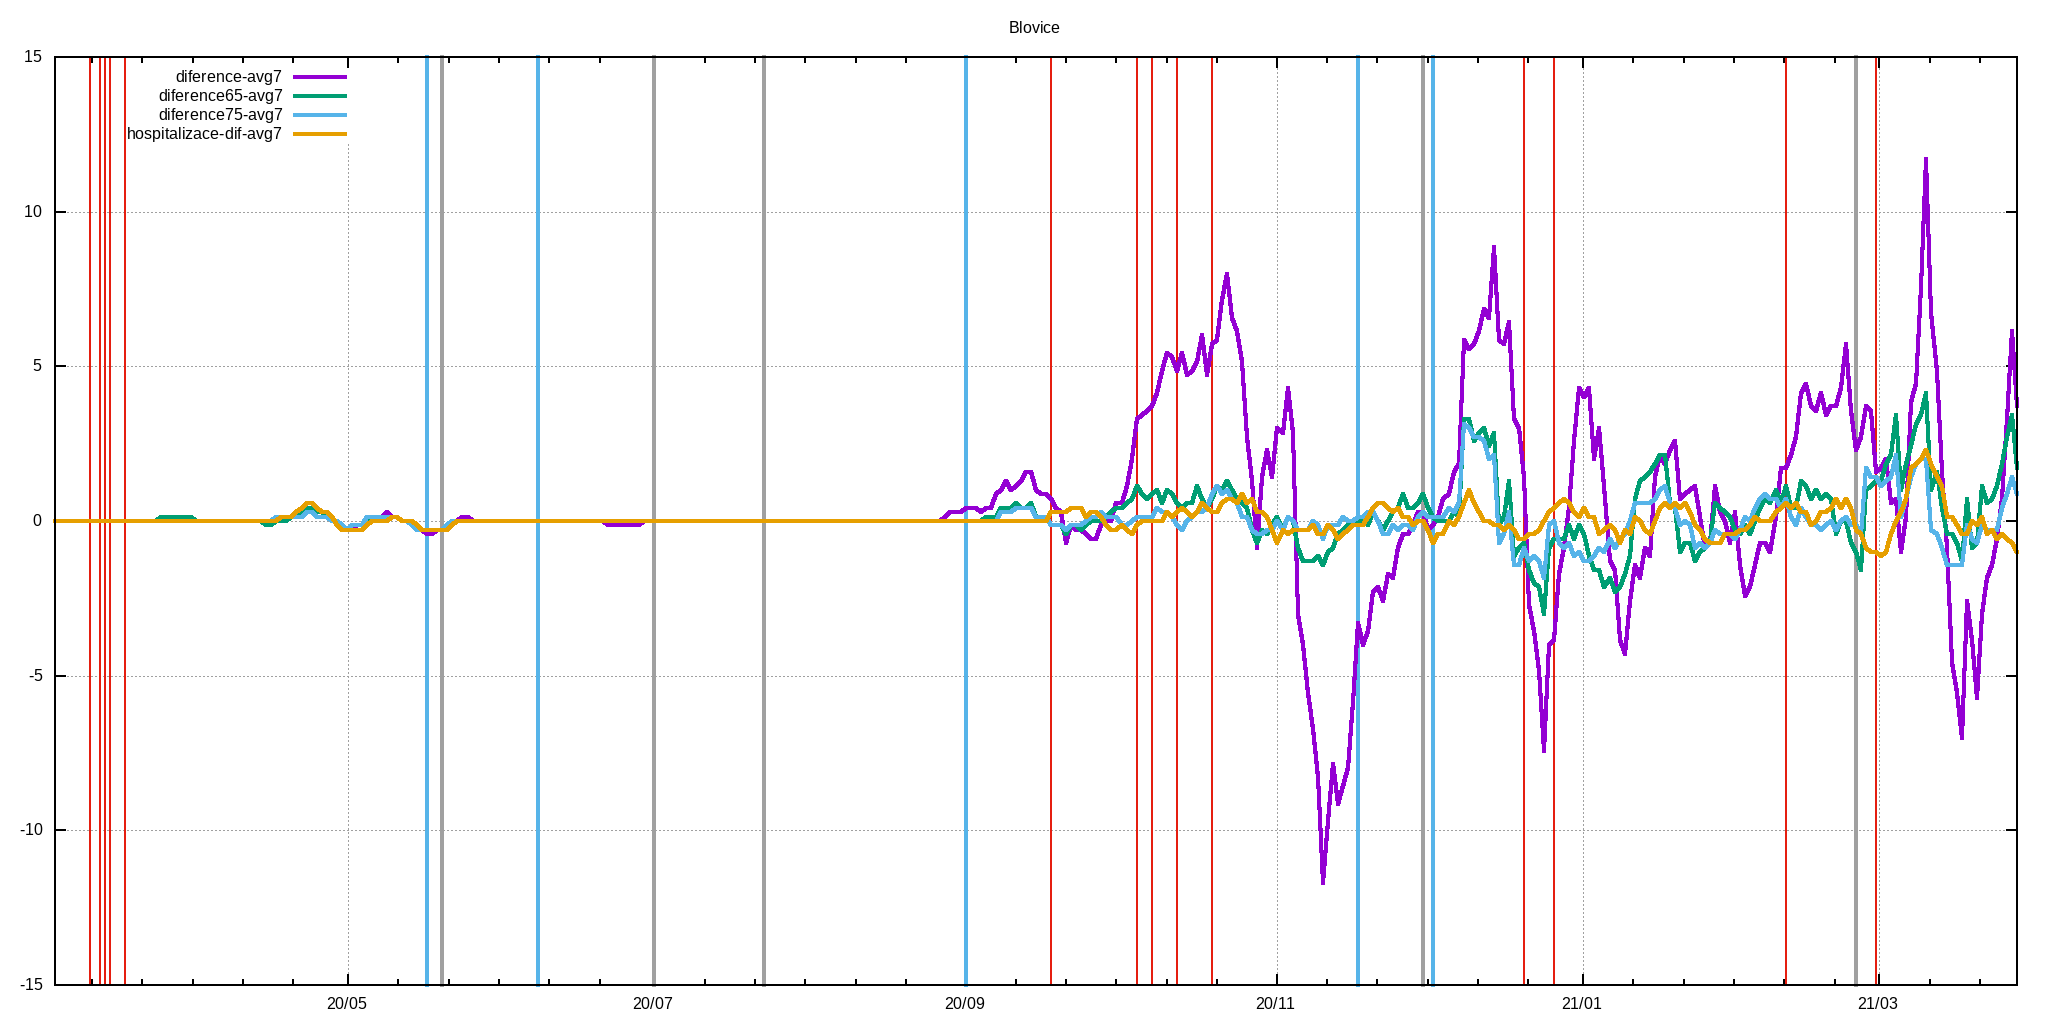 Blovice
15
diference-avg7
diference65-avg7
diference75-avg7
hospitalizace-dif-avg7
10
5
0
-5
-10
-15
20/05 20/07 20/09 20/11 21/01 21/03